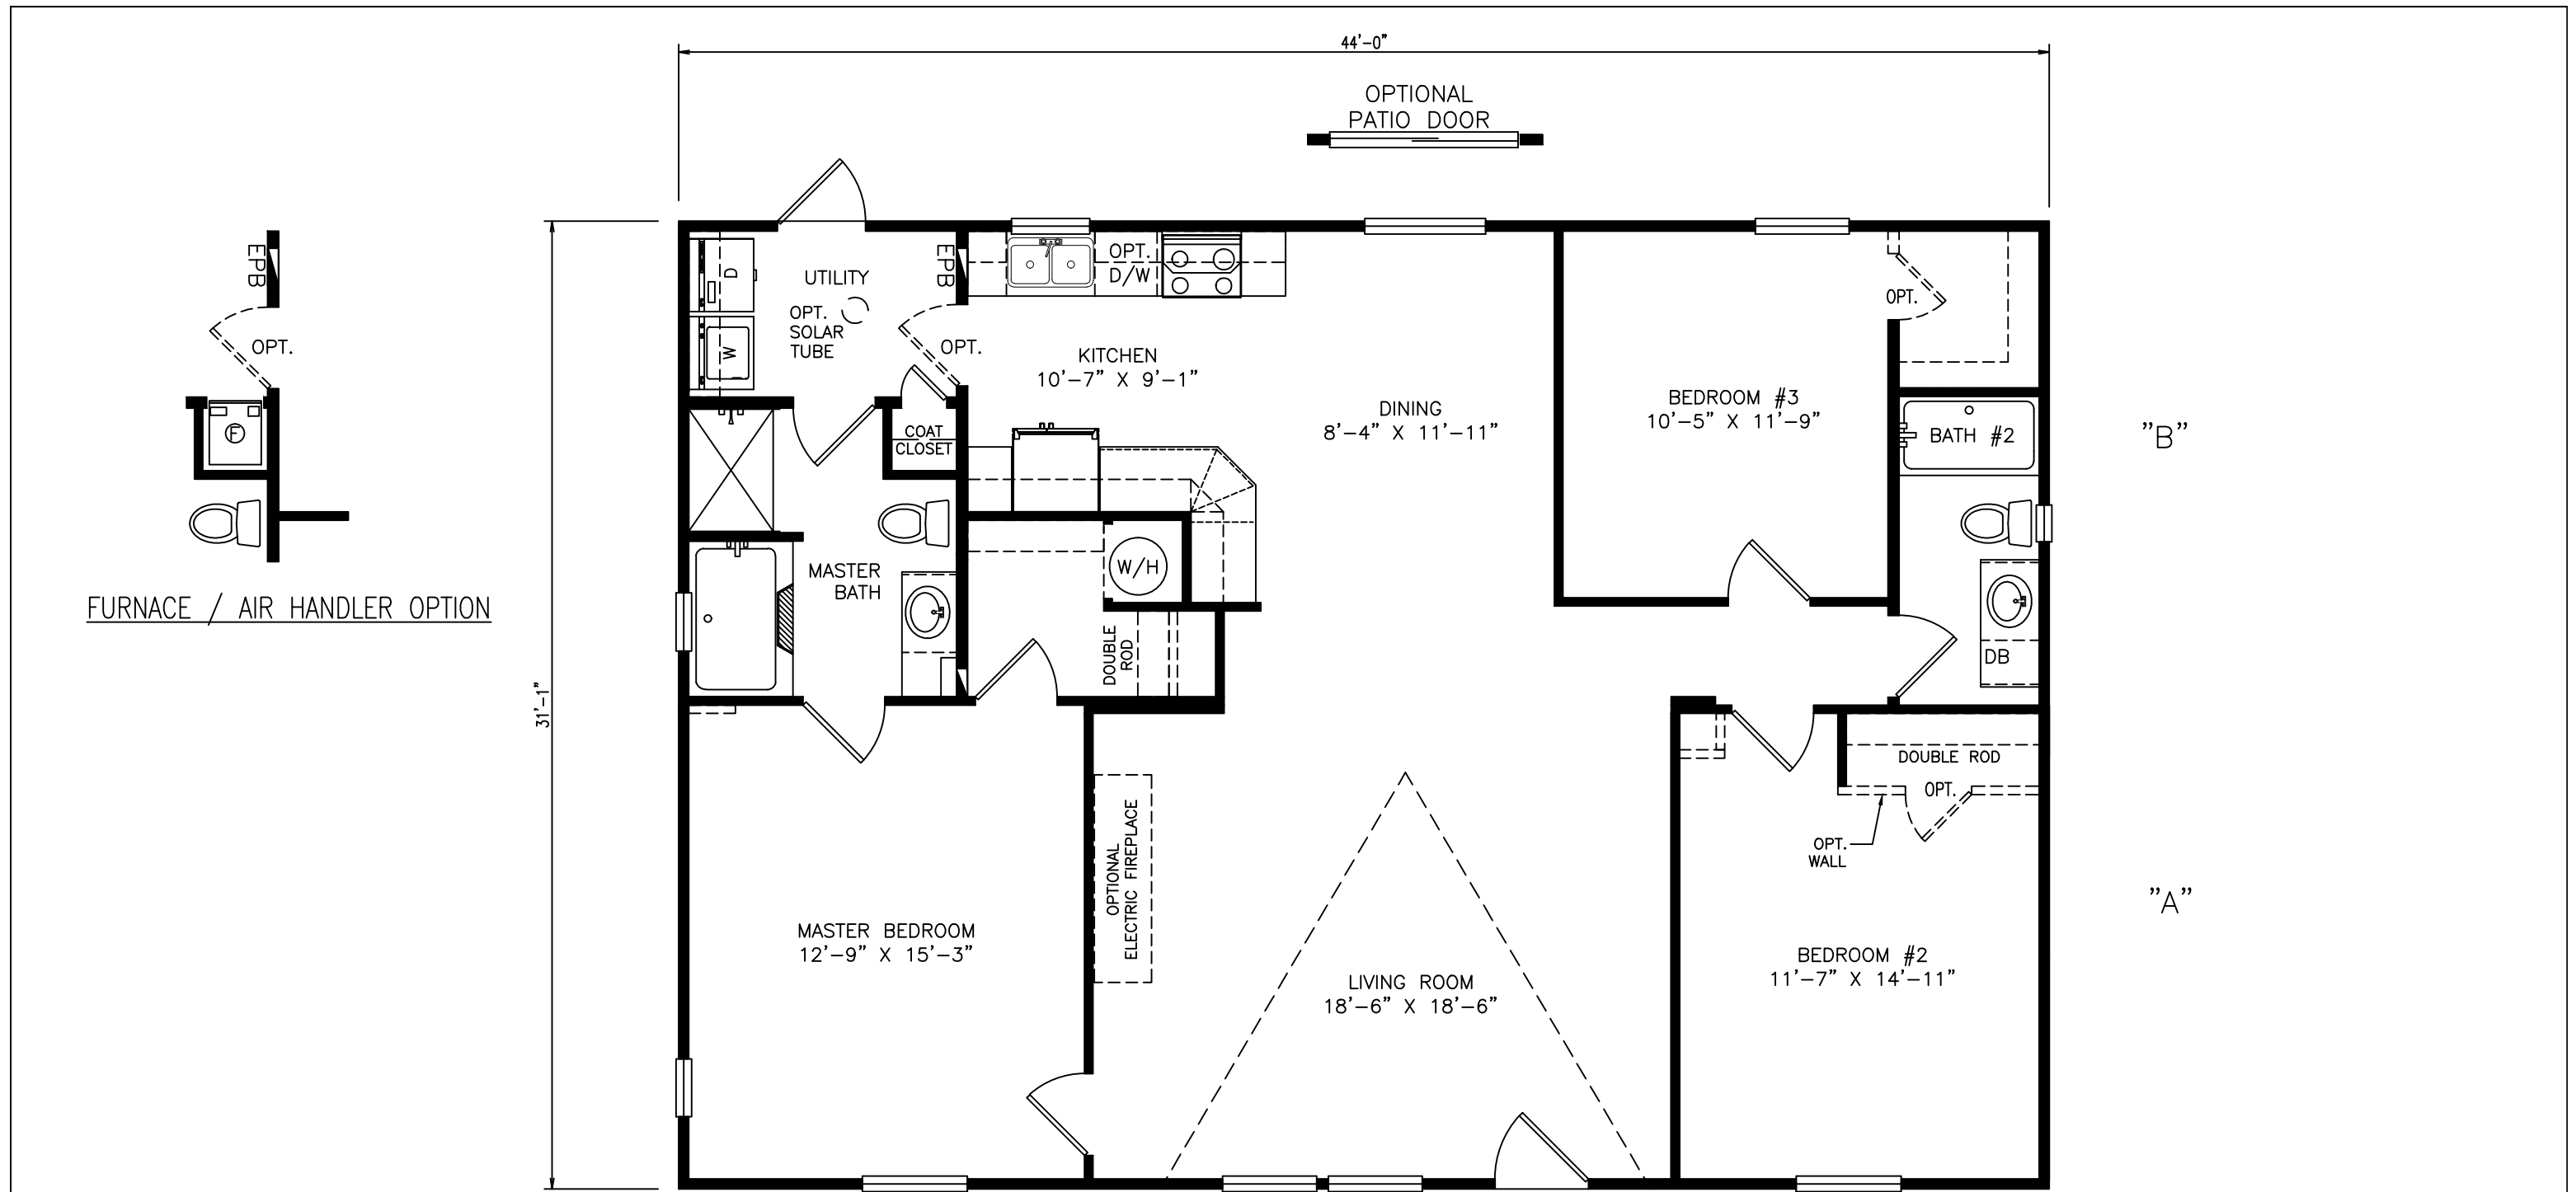 44'-0"
OPTIONAL
PATIO DOOR
EPB
OPT.
F
FURNACE / AIR HANDLER OPTION
31'-1"
D
W
UTILITY
OPT.
SOLAR
TUBE
EPB
OPT.
OPT.
D/W
KITCHEN
10'-7" X 9'-1"
DINING
8'-4" X 11'-11"
BEDROOM #3
10'-5" X 11'-9"
OPT.
BATH #2
"B"
COAT
CLOSET
MASTER
BATH
W/H
DOUBLE
ROD
DB
DOUBLE ROD
OPT.
OPT.
WALL
OPTIONAL
ELECTRIC FIREPLACE
MASTER BEDROOM
12'-9" X 15'-3"
LIVING ROOM
18'-6" X 18'-6"
BEDROOM #2
11'-7" X 14'-11"
"A"